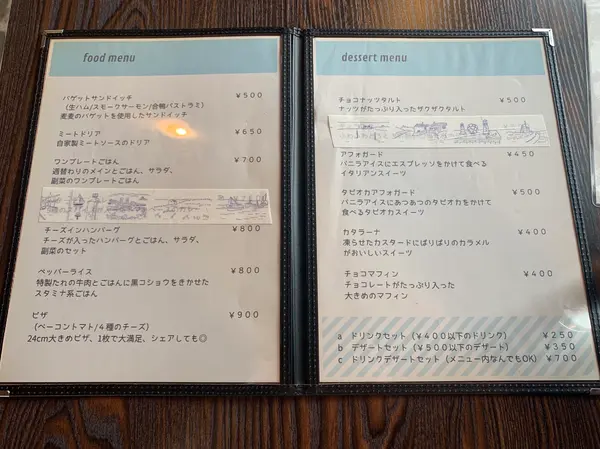 food menu
バゲットサンドイッチ ￥500
(生ハム/スモークサーモン/合鴨パストラミ)
麦麦のバゲットを使用したサンドイッチ
ミートドリア ￥650
自家製ミートソースのドリア
ワンプレートごはん ￥700
週替わりのメインとごはん、サラダ、
副菜のワンプレートごはん
チーズインハンバーグ ￥800
チーズが入ったハンバーグとごはん、サラダ、
副菜のセット
ペッパーライス ￥800
特製たれの牛肉とごはんに黒コショウをきかせた
スタミナ系ごはん
ピザ ￥900
(ベーコントマト/4種のチーズ)
24cm大きめピザ、1枚で大満足、シェアしても◎
dessert menu
チョコナッツタルト ￥500
ナッツがたっぷり入ったザクザクタルト
アフォガード ￥450
バニラアイスにエスプレッソをかけて食べる
イタリアンスイーツ
タピオカアフォガード ￥500
バニラアイスにあつあつのタピオカをかけて
食べるタピオカスイーツ
カタラーナ ￥400
凍らせたカスタードにぱりぱりのカラメル
がおいしいスイーツ
チョコマフィン ￥400
チョコレートがたっぷり入った
大きめのマフィン
a ドリンクセット (￥400以下のドリンク) ￥250
b デザートセット (￥500以下のデザート) ￥350
c ドリンクデザートセット (メニュー内なんでもOK) ￥700